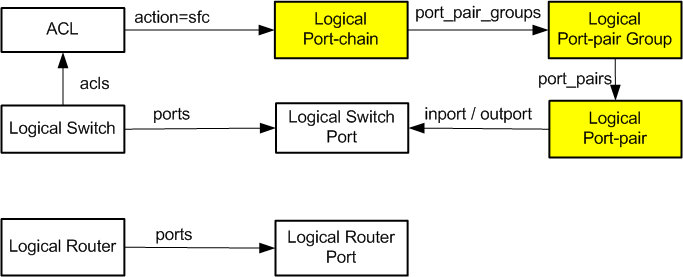 ACL
action=sfc
Logical
Port-chain
port_pair_groups
Logical
Port-pair Group
acls
port_pairs
Logical Switch
ports
Logical Switch
Port
inport / outport
Logical
Port-pair
Logical Router
ports
Logical Router
Port